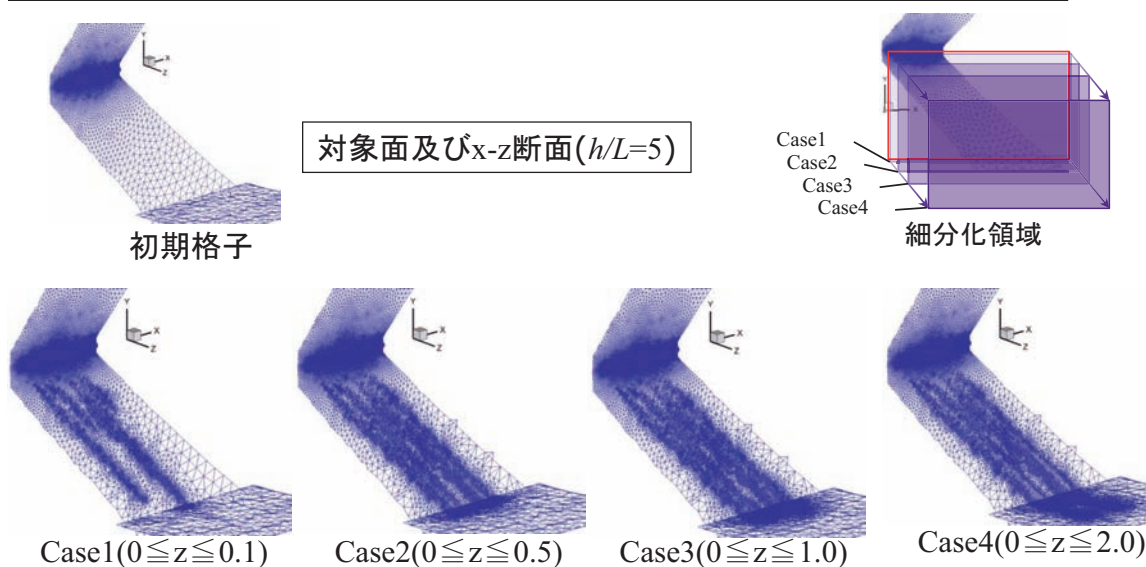 対象面及びx-z断面(h/L=5)
初期格子
Case1
Case2
Case3
Case4
細分化領域
Y
X
Z
Y
X
Z
Y
X
Z
Y
X
Z
Y
X
Z
Case1(0≦z≦0.1)
Case2(0≦z≦0.5)
Case3(0≦z≦1.0)
Case4(0≦z≦2.0)